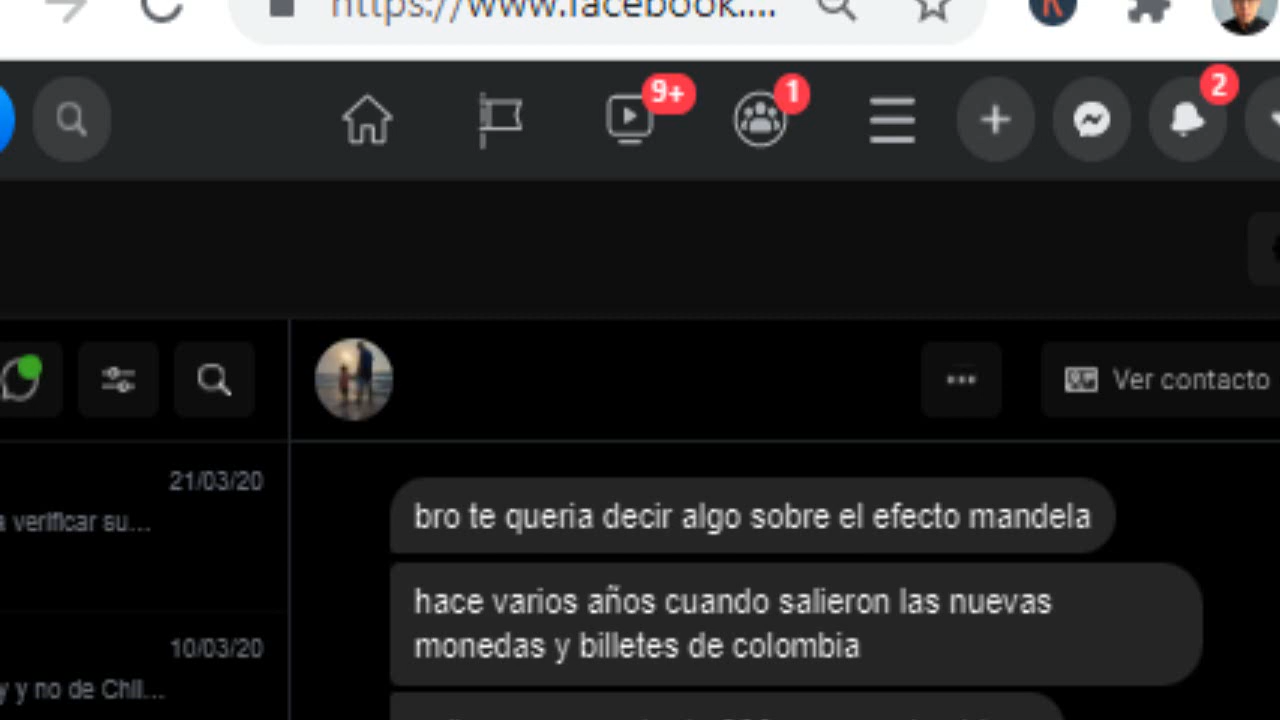 https://www.facebook....
9+
1
2
Ver contacto
21/03/20
verificar su...
10/03/20
y y no de Chil...
bro te queria decir algo sobre el efecto mandela
hace varios años cuando salieron las nuevas
monedas y billetes de colombia